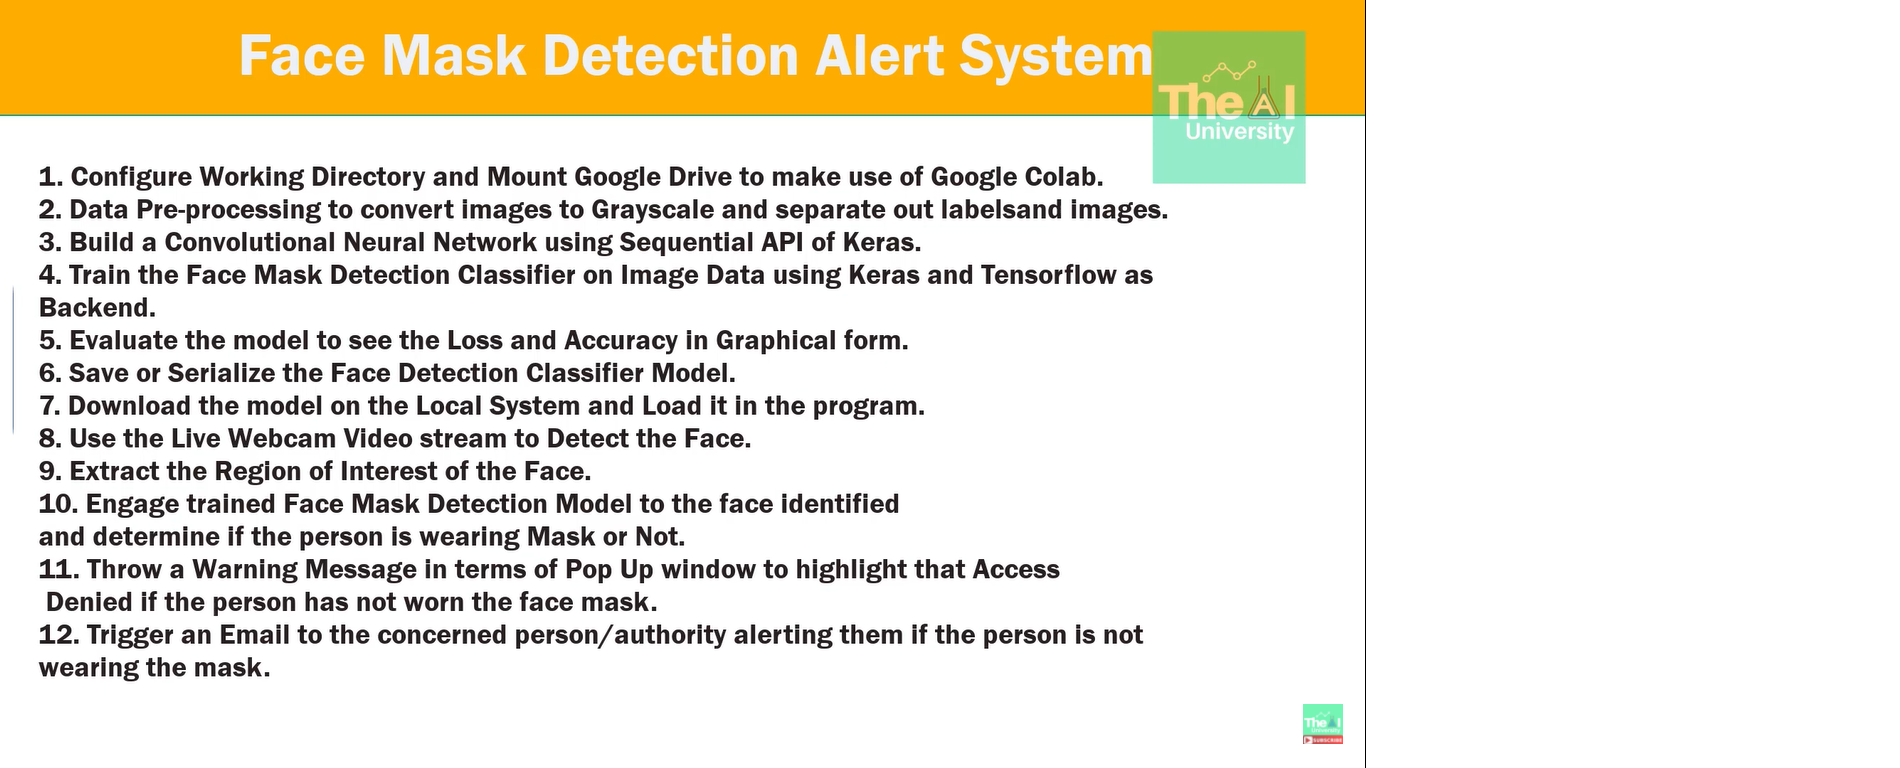 Face Mask Detection Alert System
The AI
University
1. Configure Working Directory and Mount Google Drive to make use of Google Colab.
2. Data Pre-processing to convert images to Grayscale and separate out labelsand images.
3. Build a Convolutional Neural Network using Sequential API of Keras.
4. Train the Face Mask Detection Classifier on Image Data using Keras and Tensorflow as
Backend.
5. Evaluate the model to see the Loss and Accuracy in Graphical form.
6. Save or Serialize the Face Detection Classifier Model.
7. Download the model on the Local System and Load it in the program.
8. Use the Live Webcam Video stream to Detect the Face.
9. Extract the Region of Interest of the Face.
10. Engage trained Face Mask Detection Model to the face identified
and determine if the person is wearing Mask or Not.
11. Throw a Warning Message in terms of Pop Up window to highlight that Access
Denied if the person has not worn the face mask.
12. Trigger an Email to the concerned person/authority alerting them if the person is not
wearing the mask.
The AI
University
SUBSCRIBE